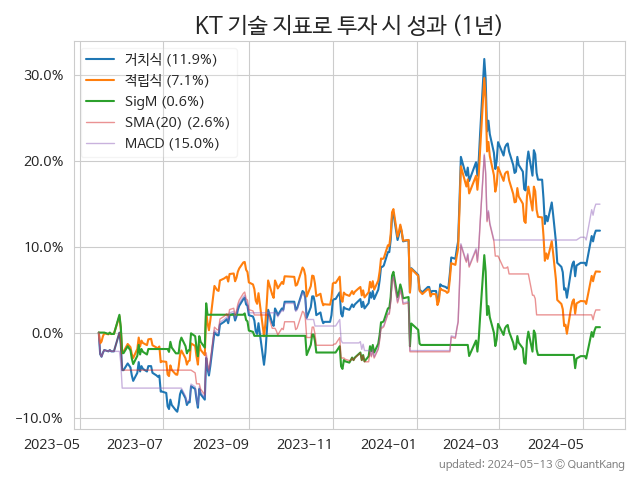 KT 기술 지표로 투자 시 성과 (1년)
거치식 (11.9%)
적립식 (7.1%)
SigM (0.6%)
SMA(20) (2.6%)
MACD (15.0%)
30.0%
20.0%
10.0%
0.0%
−10.0%
2023-05 2023-07 2023-09 2023-11 2024-01 2024-03 2024-05
updated: 2024-05-13 ⓒ QuantKang